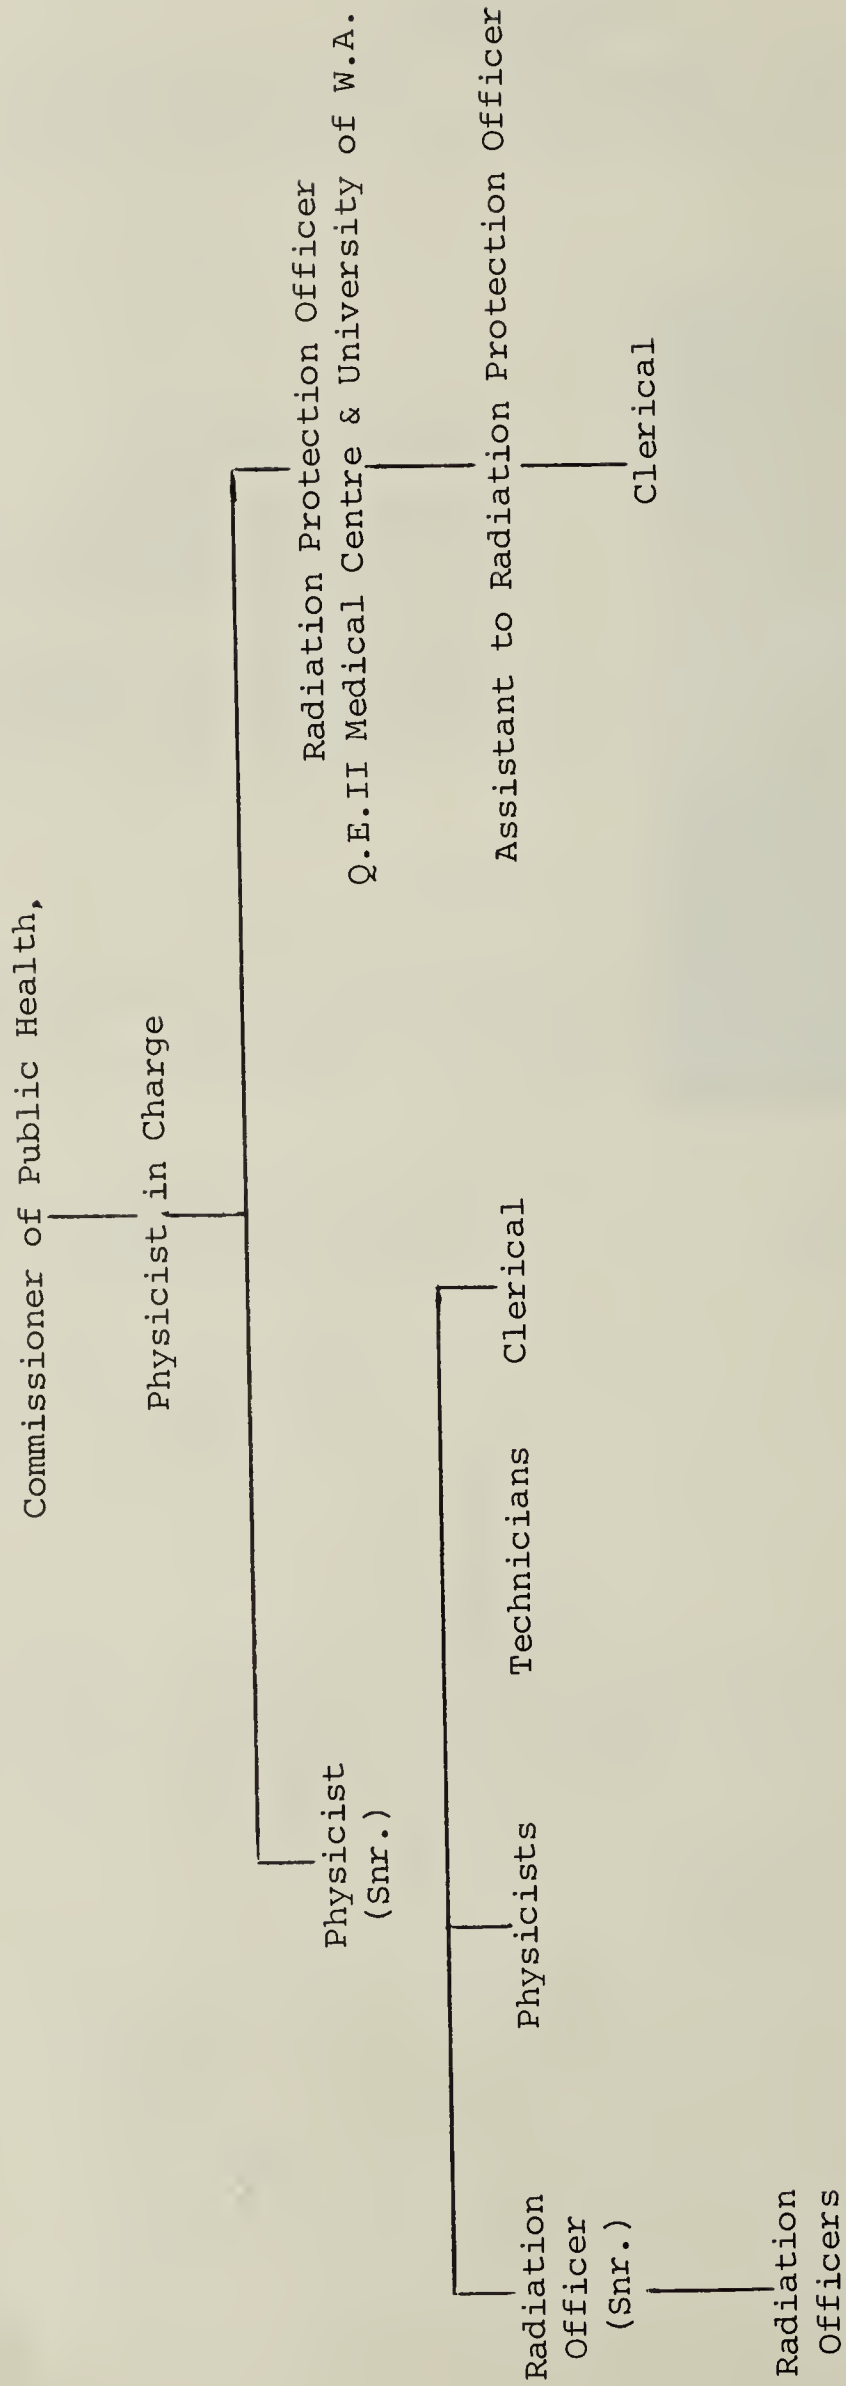 Commissioner of Public Health,
Physicist in Charge
Physicist
(Snr.)
Radiation Protection Officer
Q.E.II Medical Centre & University of W.A.
Radiation
Officer
(Snr.)
Physicists
Technicians
Clerical
Assistant to Radiation Protection Officer
Radiation
Officers
Clerical